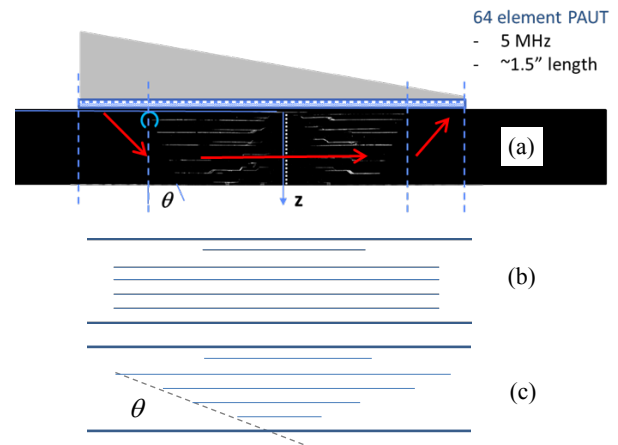 64 element PAUT
- 5 MHz
- ~1.5” length
(a)
θ
z
(b)
(c)
θ